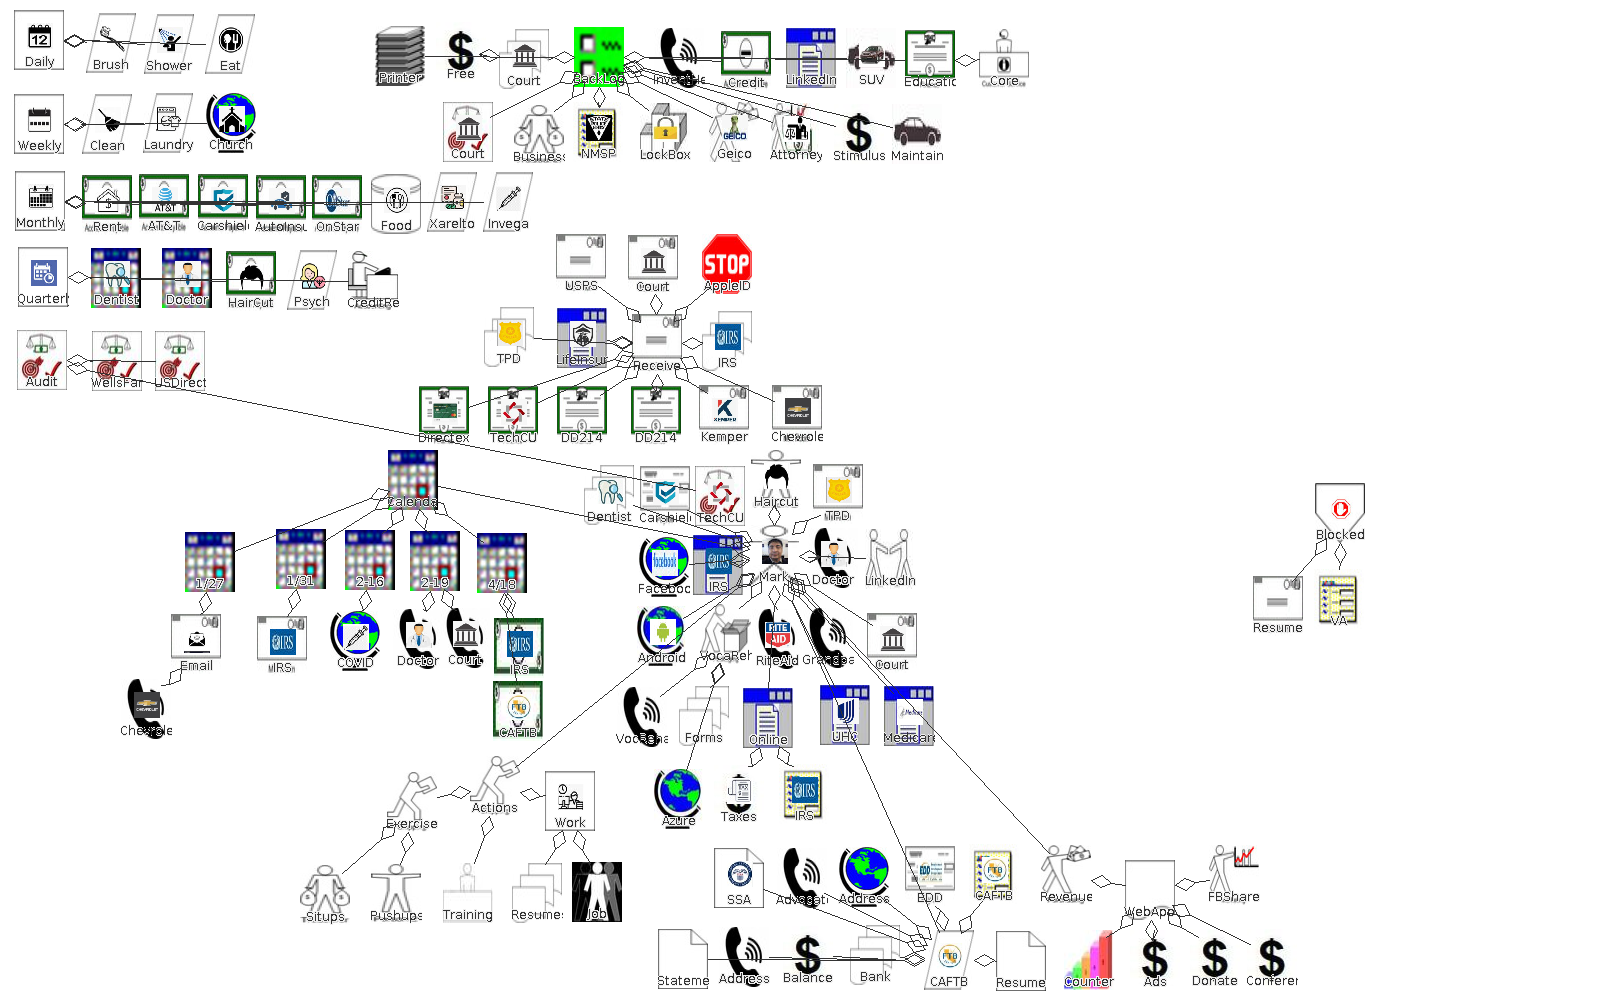 Daily
Brush
Shower
Eat
Printer
Free
Court
BackLog
Credit
LinkedIn
SUV
Educatic
Core
Weekly
Clean
Laundry
Church
Court
Business
NMSP
LockBox
Geico
Attorney
Stimulus
Maintain
Monthly
Rent
AT&T
Carshiel
AutoInsu
OnStar
Food
Xarelto
Invega
Quarterl
Dentist
Doctor
HairCut
Psych
CreditRe
USPS
Court
STOP
AppleID
TPD
LifeInsur
Receive
IRS
Audit
WellsFar
USDirect
Directex
TechCU
DD214
DD214
Kemper
Chevrole
Calenda
Dentist
Carshiel
TechCU
Haircut
TPD
Blocked
1/27
1/31
2-16
2-19
4/18
Faceboo
IRS
Mark
Doctor
LinkedIn
Resume
VA
Email
IRS
COVID
Doctor
Court
IRS
Android
VocaReh
RiteAid
Grandpa
Court
Chevrole
CAFTB
Forms
Online
UHC
Medicare
Actions
Exercise
Work
Azure
Taxes
IRS
Situps
Pushups
Training
Resumes
Job
SSA
Advocati
Address
EDD
CAFTB
Revenue
WebApp
FBShare
Stateme
Address
Balance
Bank
CAFTB
Resume
Counter
Ads
Donate
Conferer